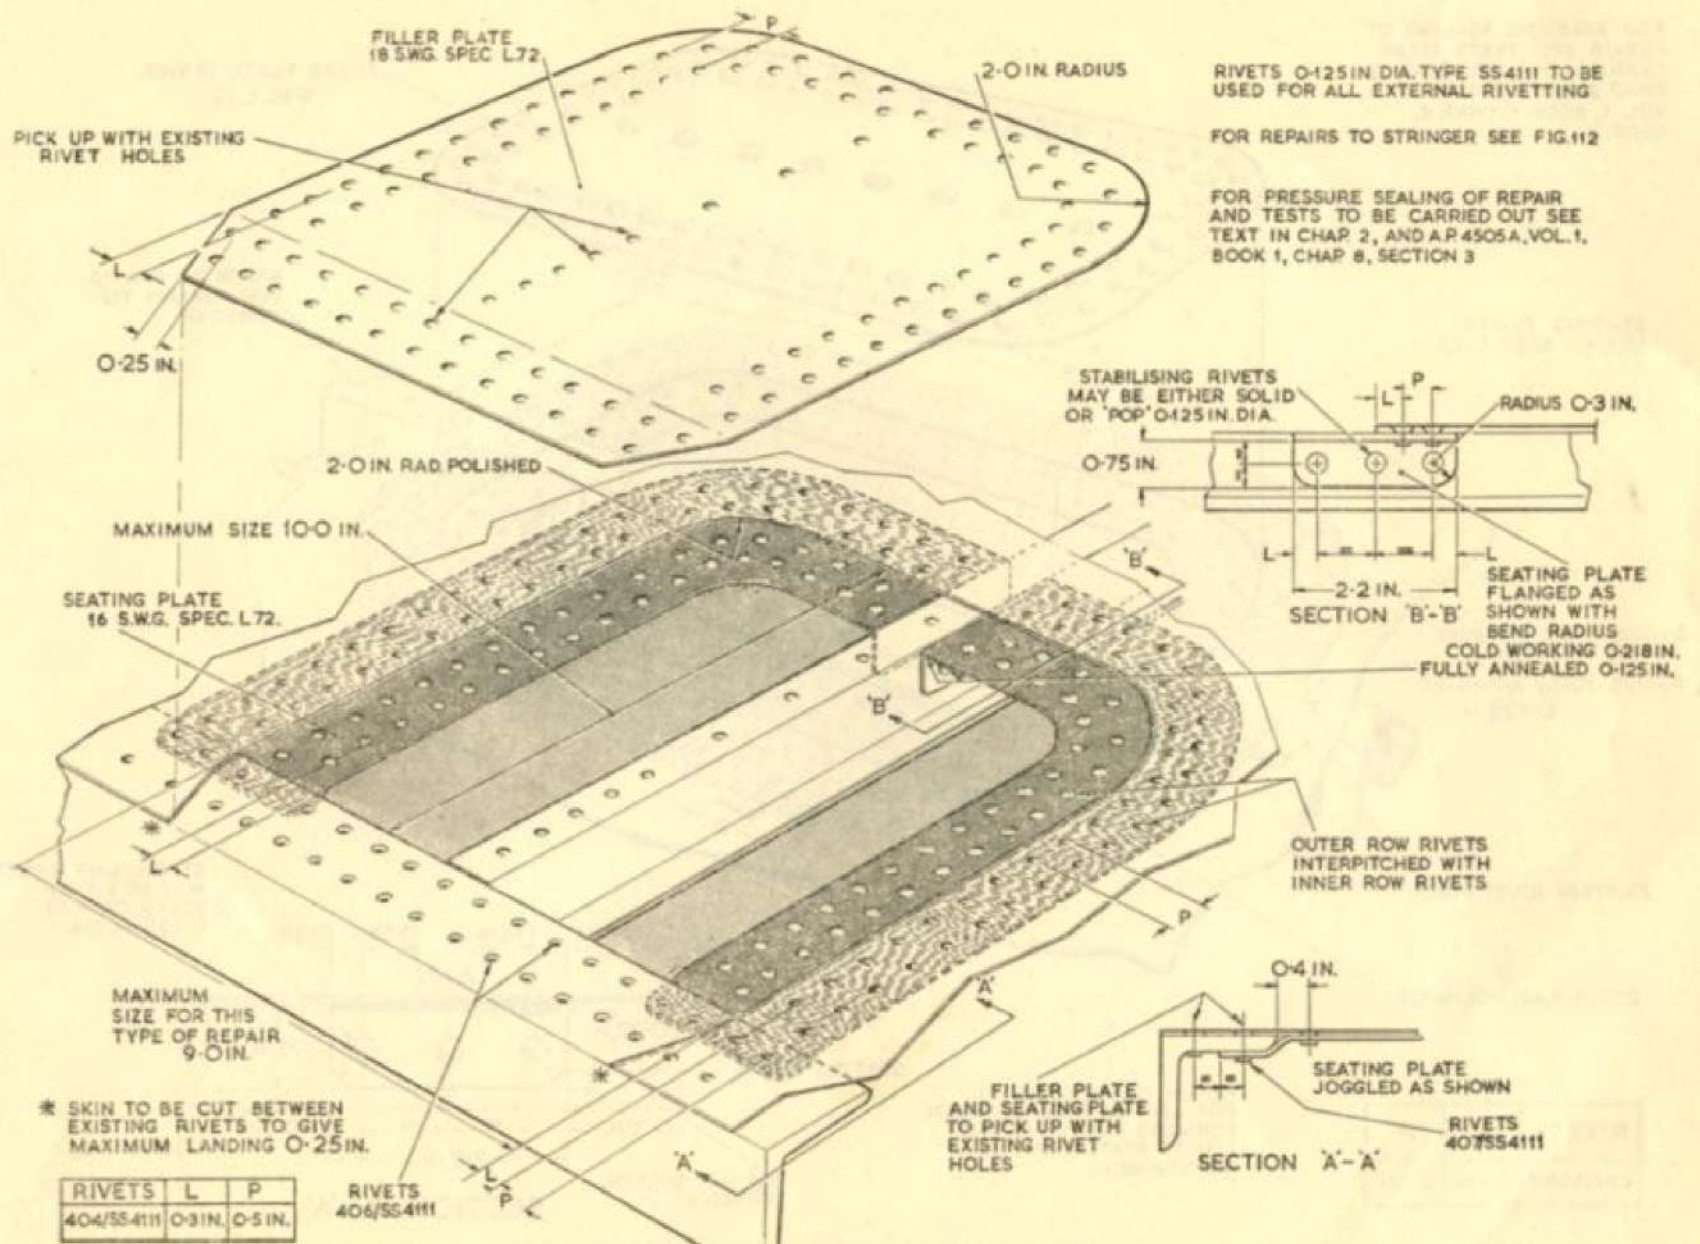 FILLER PLATE
18 SWG. SPEC L.72
P
2·0 IN. RADIUS
PICK UP WITH EXISTING
RIVET HOLES
L
0·25 IN.
RIVETS 0·125 IN. DIA. TYPE SS4111 TO BE
USED FOR ALL EXTERNAL RIVETTING
FOR REPAIRS TO STRINGER SEE FIG.112
FOR PRESSURE SEALING OF REPAIR
AND TESTS TO BE CARRIED OUT SEE
TEXT IN CHAP. 2, AND A.P. 4505A, VOL. 1,
BOOK 1, CHAP 8, SECTION 3
STABILISING RIVETS
MAY BE EITHER SOLID
OR 'POP' 0·125 IN. DIA.
P
L
RADIUS 0·3 IN.
0·75 IN.
L
L
2·2 IN.
SECTION 'B'-'B'
SEATING PLATE
FLANGED AS
SHOWN WITH
BEND RADIUS
COLD WORKING 0·218 IN.
FULLY ANNEALED 0·125 IN.
2·0 IN. RAD. POLISHED
MAXIMUM SIZE 10·0 IN.
SEATING PLATE
16 S.W.G. SPEC. L.72.
'B'
'B'
OUTER ROW RIVETS
INTERPITCHED WITH
INNER ROW RIVETS
P
*
L
MAXIMUM
SIZE FOR THIS
TYPE OF REPAIR
9·0 IN.
*
'A'
'A'
L
P
* SKIN TO BE CUT BETWEEN
EXISTING RIVETS TO GIVE
MAXIMUM LANDING 0·25 IN.
RIVETS L P
404/SS4111 0·3 IN. 0·5 IN.
RIVETS
406/SS4111
0·4 IN.
FILLER PLATE
AND SEATING PLATE
TO PICK UP WITH
EXISTING RIVET
HOLES
SEATING PLATE
JOGGLED AS SHOWN
RIVETS
407/SS4111
SECTION 'A'-'A'